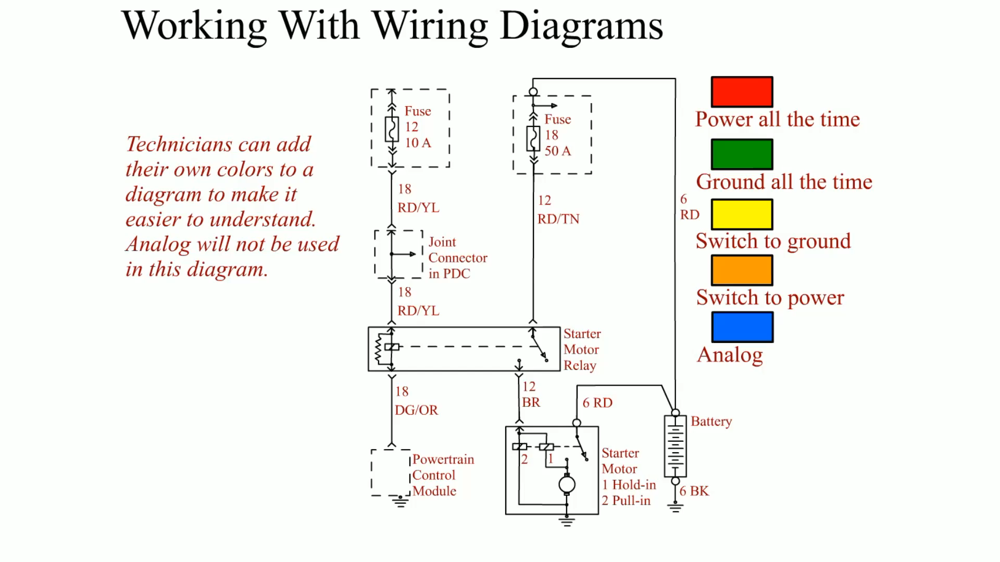 Working With Wiring Diagrams
Technicians can add
their own colors to a
diagram to make it
easier to understand.
Analog will not be used
in this diagram.
Fuse
12
10 A
Fuse
18
50 A
18
RD/YL
12
RD/TN
6
RD
Joint
Connector
in PDC
18
RD/YL
Starter
Motor
Relay
18
DG/OR
12
BR
6 RD
Battery
Powertrain
Control
Module
2
1
Starter
Motor
1 Hold-in
2 Pull-in
6 BK
Power all the time
Ground all the time
Switch to ground
Switch to power
Analog